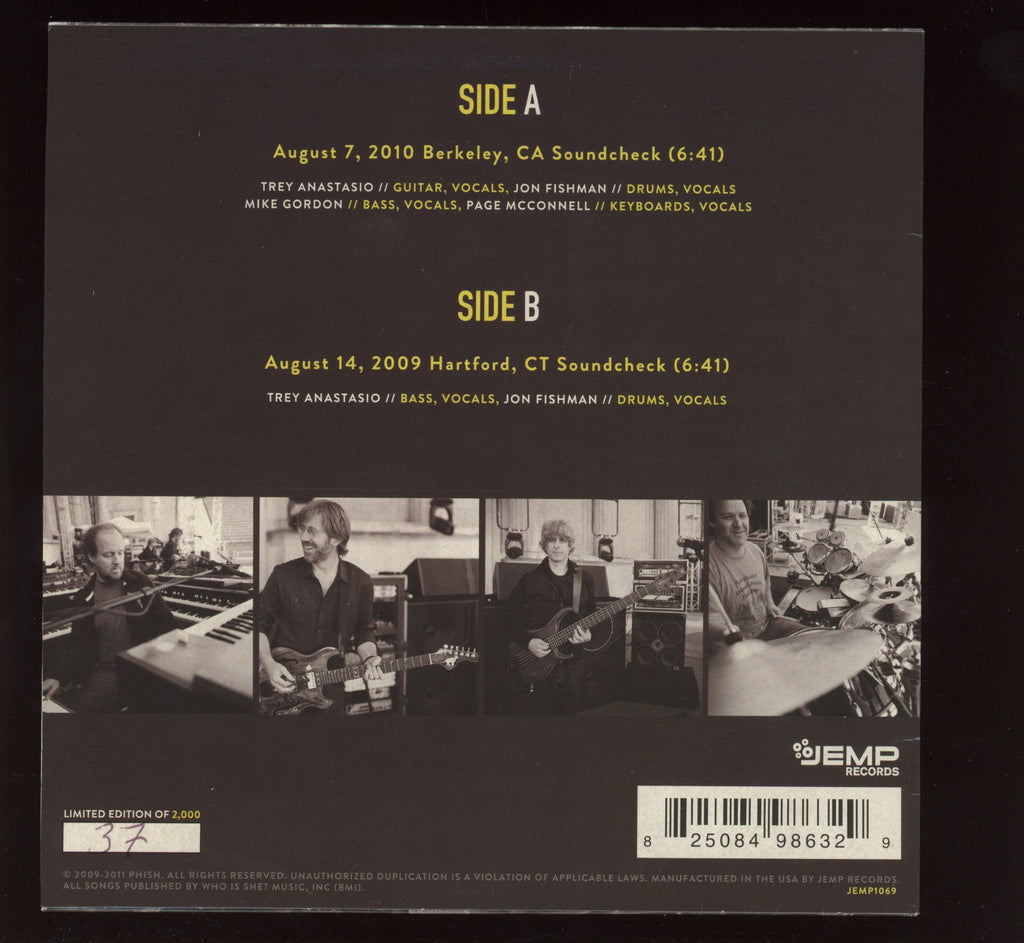 SIDE A
August 7, 2010 Berkeley, CA Soundcheck (6:41)
TREY ANASTASIO // GUITAR, VOCALS, JON FISHMAN // DRUMS, VOCALS
MIKE GORDON // BASS, VOCALS, PAGE MCCONNELL // KEYBOARDS, VOCALS
SIDE B
August 14, 2009 Hartford, CT Soundcheck (6:41)
TREY ANASTASIO // BASS, VOCALS, JON FISHMAN // DRUMS, VOCALS
JEMP
RECORDS
LIMITED EDITION OF 2,000
37
8 25084 98632 9
© 2009-2011 PHISH. ALL RIGHTS RESERVED. UNAUTHORIZED DUPLICATION IS A VIOLATION OF APPLICABLE LAWS. MANUFACTURED IN THE USA BY JEMP RECORDS.
ALL SONGS PUBLISHED BY WHO IS SHE? MUSIC, INC (BMI).
JEMP1069